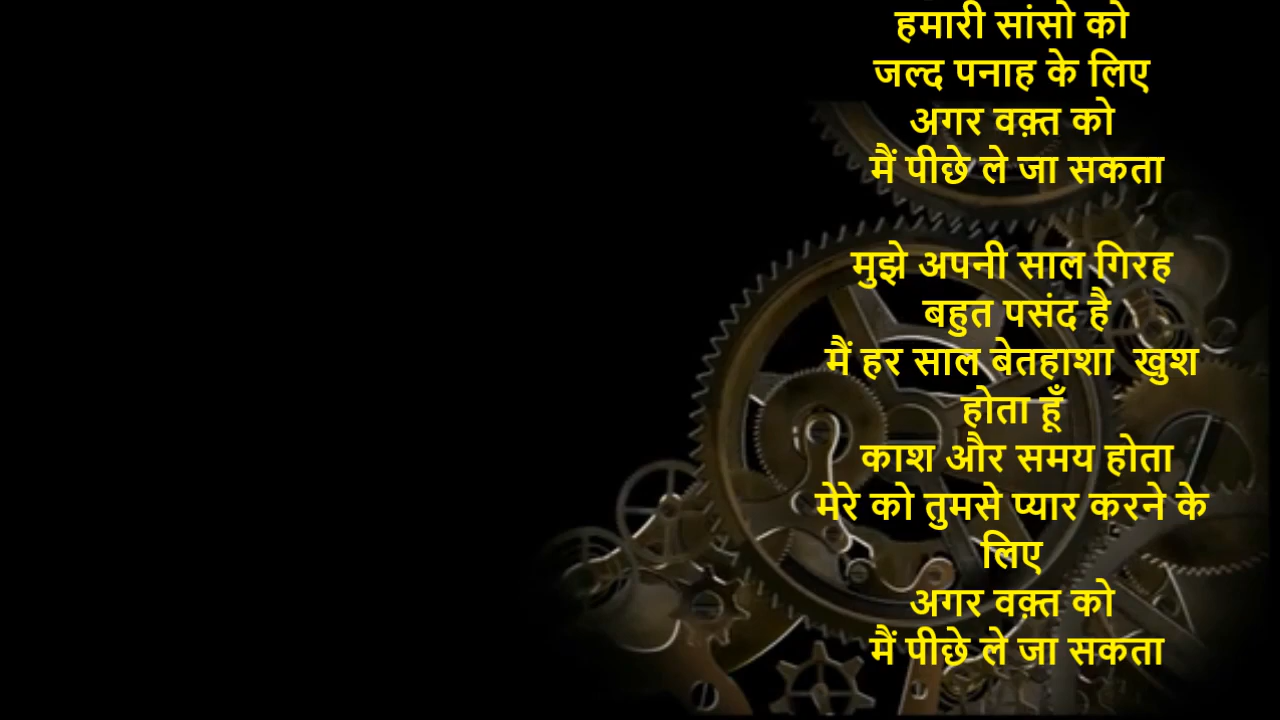 हमारी सांसो को
जल्द पनाह के लिए
अगर वक़्त को
मैं पीछे ले जा सकता
मुझे अपनी साल गिरह
बहुत पसंद है
मैं हर साल बेतहाशा  खुश
होता हूँ
काश और समय होता
मेरे को तुमसे प्यार करने के
लिए
अगर वक़्त को
मैं पीछे ले जा सकता